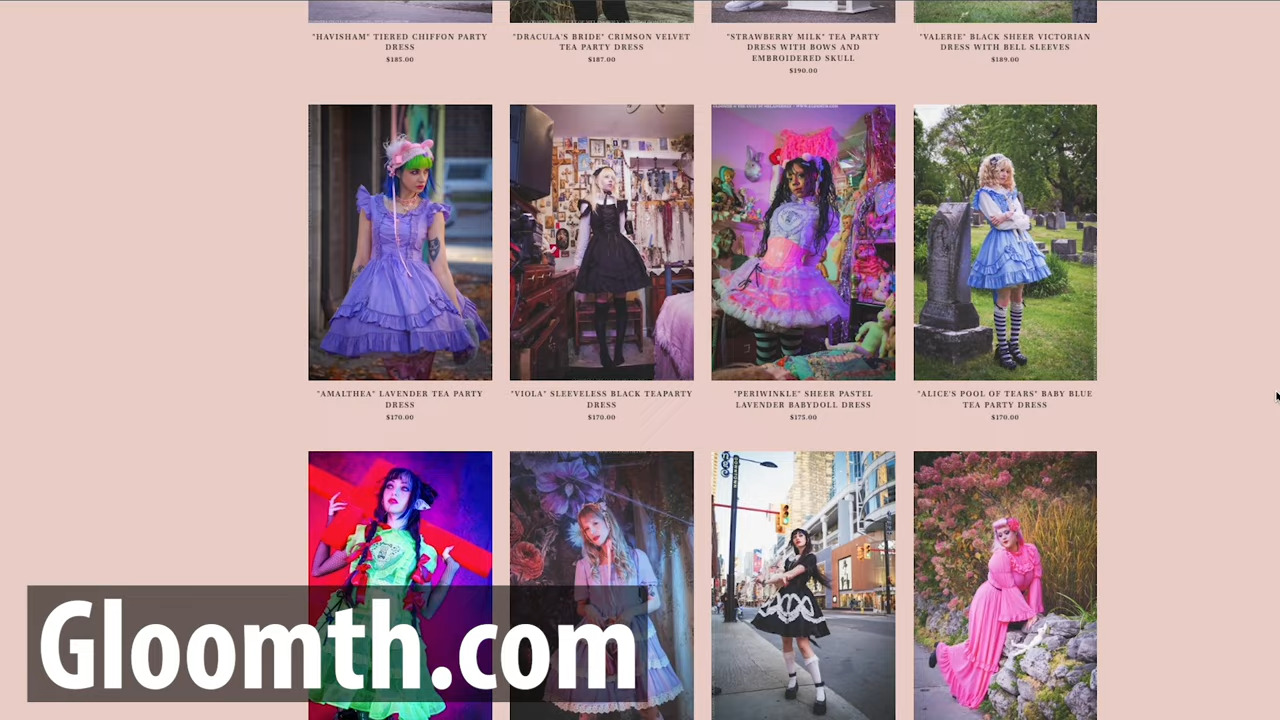 "HAVISHAM" TIERED CHIFFON PARTY
DRESS
$185.00
"DRACULA'S BRIDE" CRIMSON VELVET
TEA PARTY DRESS
$187.00
"STRAWBERRY MILK" TEA PARTY
DRESS WITH BOWS AND
EMBROIDERED SKULL
$190.00
"VALERIE" BLACK SHEER VICTORIAN
DRESS WITH BELL SLEEVES
$189.00
"AMALTHEA" LAVENDER TEA PARTY
DRESS
$170.00
"VIOLA" SLEEVELESS BLACK TEAPARTY
DRESS
$170.00
"PERIWINKLE" SHEER PASTEL
LAVENDER BABYDOLL DRESS
$175.00
"ALICE'S POOL OF TEARS" BABY BLUE
TEA PARTY DRESS
$170.00
Gloomth.com